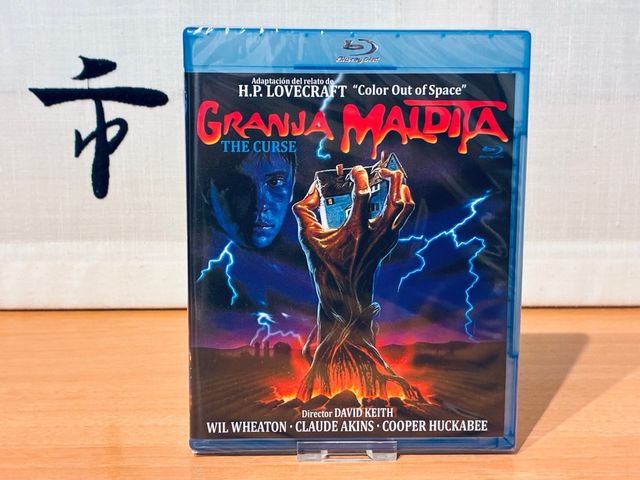 Blu-ray Disc
Adaptación del relato de
H.P. LOVECRAFT "Color Out of Space"
GRANJA MALDITA
THE CURSE
市
Director DAVID KEITH
WIL WHEATON · CLAUDE AKINS · COOPER HUCKABEE